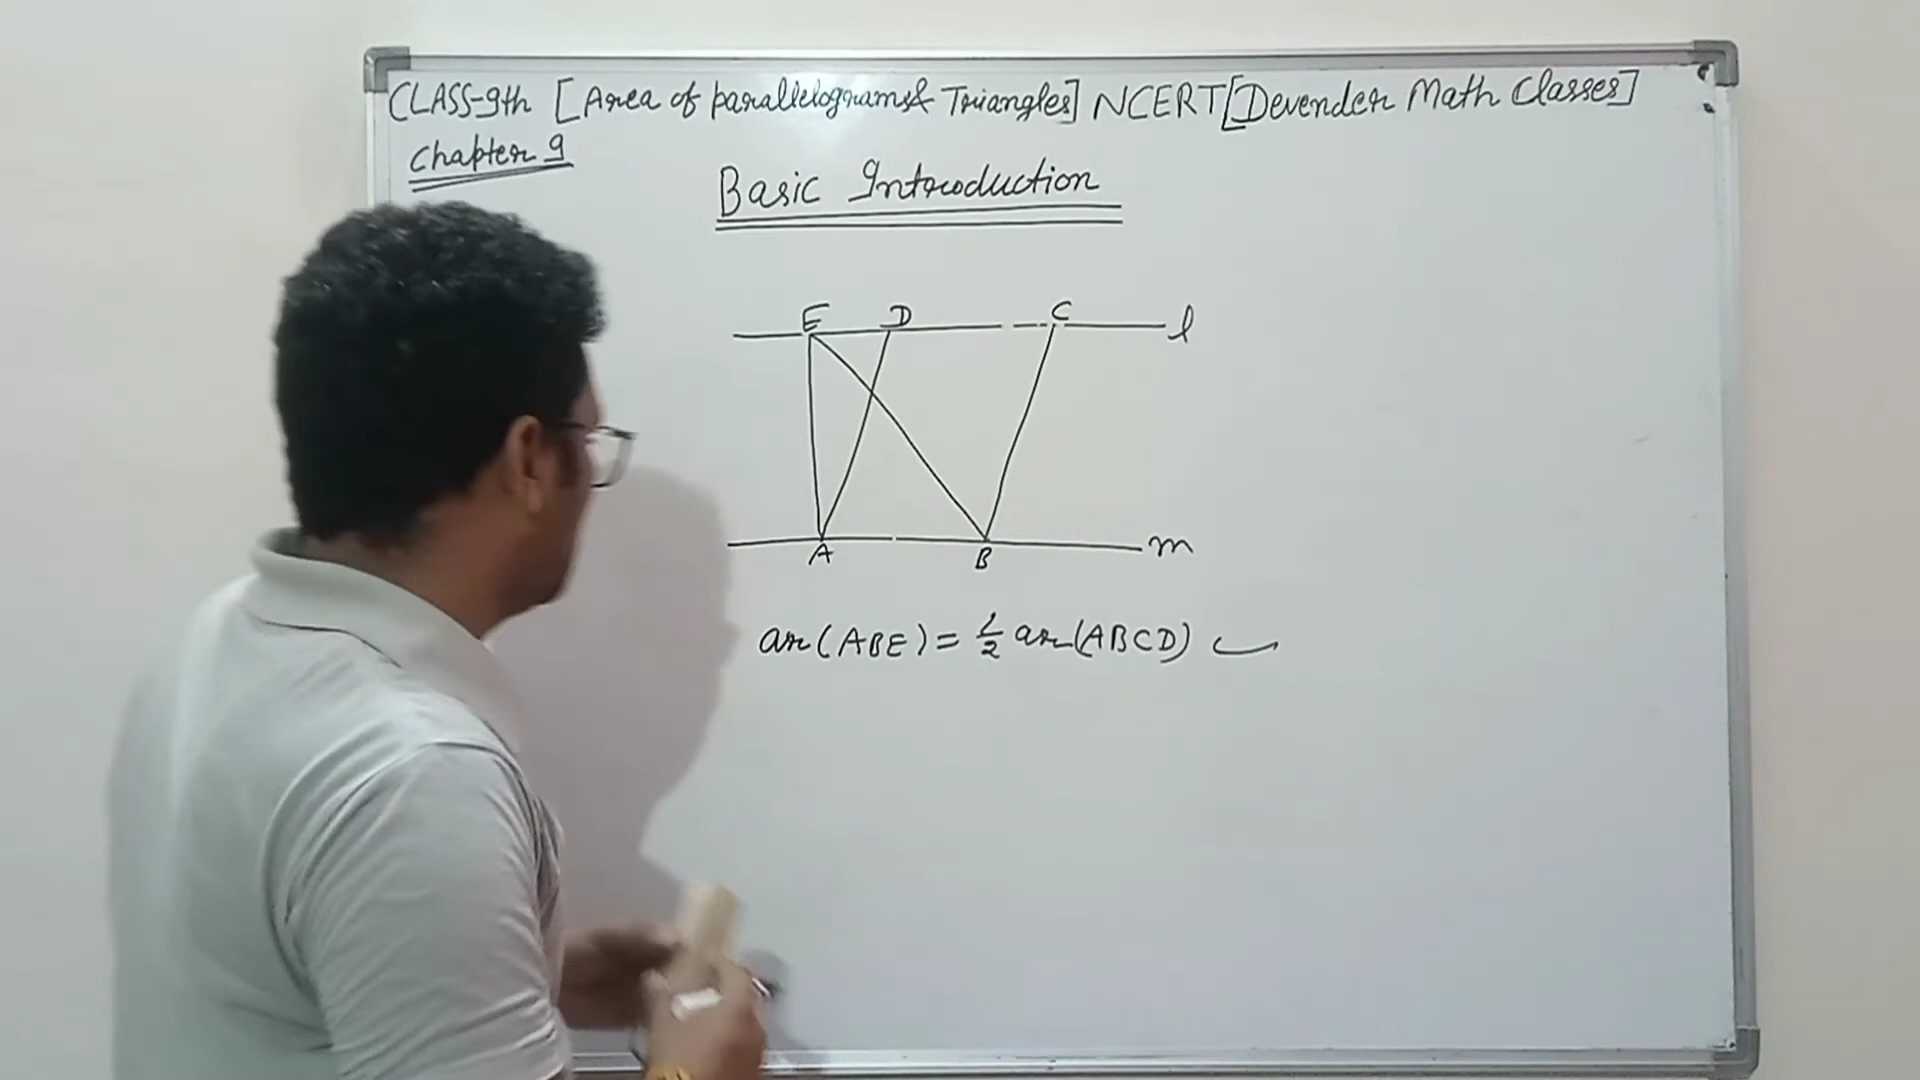 CLASS-9th [Area of parallelograms& Triangles] NCERT [Devender Math Classes]
Chapter 9
Basic Introduction
E D C l
A B m
ar(ABE) = 1/2 ar(ABCD)